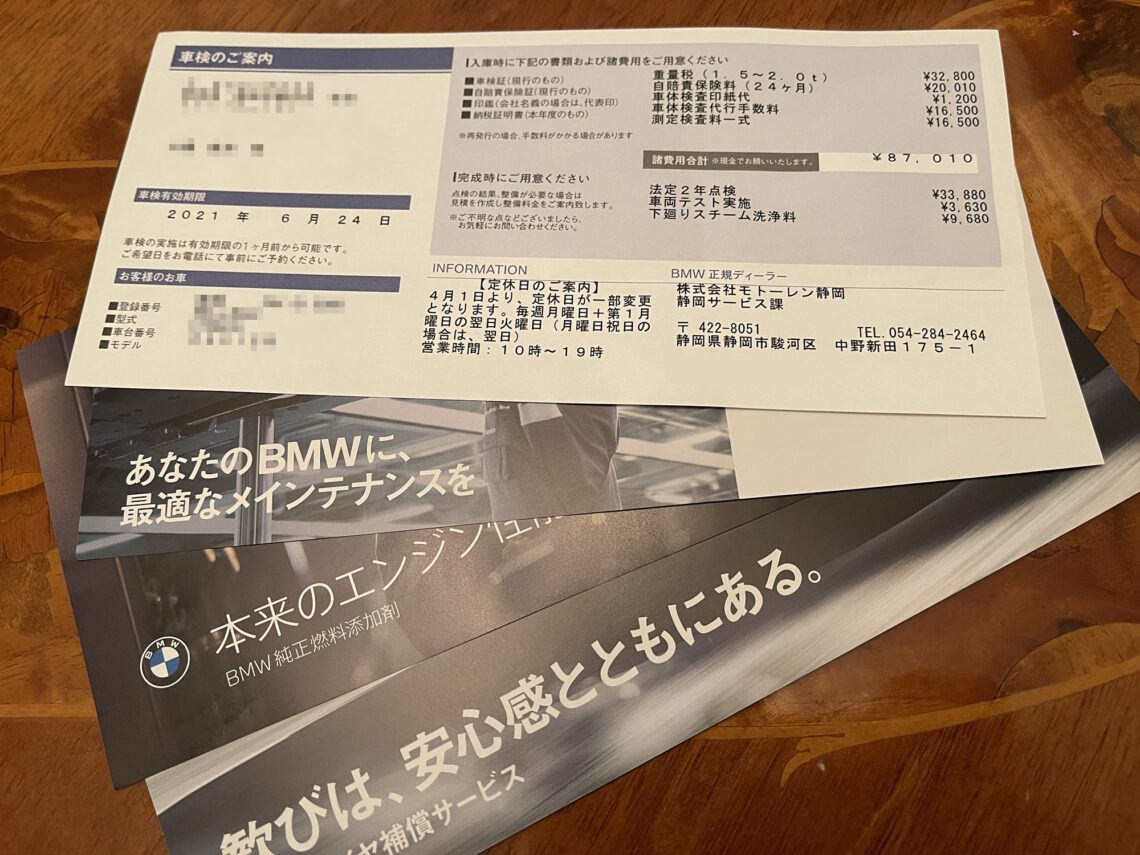 車検のご案内
車検有効期限
2021 年 6 月 24 日
車検の実施は有効期限の1ヶ月前から可能です。
ご希望日をお電話にて事前にご予約ください。
お客様のお車
■登録番号
■型式
■車台番号
■モデル
入庫時に下記の書類および諸費用をご用意ください
■車検証(現行のもの)
■自賠責保険証(現行のもの)
■印鑑(会社名義の場合は、代表印)
■納税証明書(本年度のもの)
※再発行の場合、手数料がかかる場合があります
重量税(1.5~2.0t) ¥32,800
自賠責保険料(24ヶ月) ¥20,010
車体検査印紙代 ¥1,200
車体検査代行手数料 ¥16,500
測定検査料一式 ¥16,500
諸費用合計 ※現金でお願いいたします。 ¥87,010
完成時にご用意ください
点検の結果、整備が必要な場合は
見積を作成し整備料金をご案内致します。
※ご不明な点などございましたら、
お気軽にお問い合わせください。
法定2年点検 ¥33,880
車両テスト実施 ¥3,630
下廻りスチーム洗浄料 ¥9,680
INFORMATION
【定休日のご案内】
4月1日より、定休日が一部変更
となります。毎週月曜日+第1月
曜日の翌日火曜日(月曜日祝日の
場合は、翌日)
営業時間:10時~19時
BMW 正規ディーラー
株式会社モトーレン静岡
静岡サービス課
〒 422-8051 TEL.054-284-2464
静岡県静岡市駿河区 中野新田175-1
あなたのBMWに、
最適なメインテナンスを
BMW
本来のエンジン性
BMW 純正燃料添加剤
歓びは、安心感とともにある。
イヤ補償サービス